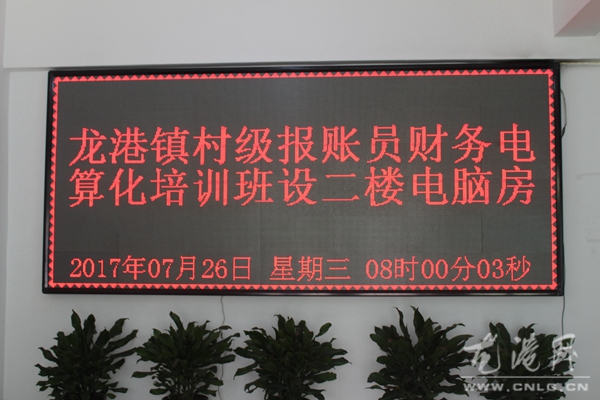 龙港镇村级报账员财务电
算化培训班设二楼电脑房
2017年07月26日 星期三 08时00分03秒
龙港网
WWW.CNLG.CN